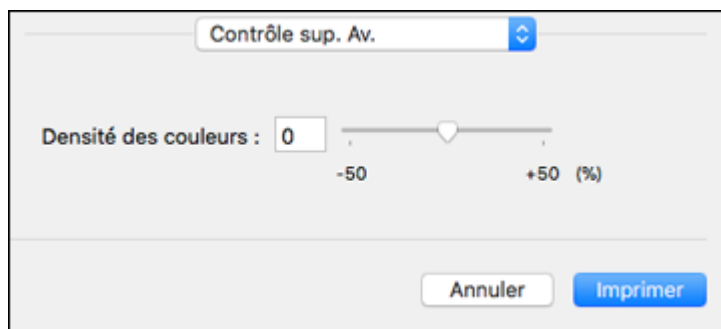 Contrôle sup. Av.
Densité des couleurs : 0
-50 +50 (%)
Annuler Imprimer